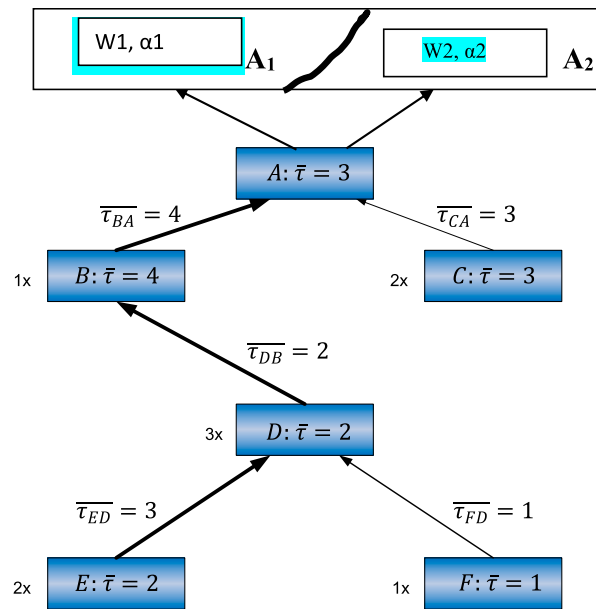 W1, α1
A₁
W2, α2
A₂
A: τ̄ = 3
τ̅_BA = 4
τ̅_CA = 3
1x
B: τ̄ = 4
2x
C: τ̄ = 3
τ̅_DB = 2
3x
D: τ̄ = 2
τ̅_ED = 3
τ̅_FD = 1
2x
E: τ̄ = 2
1x
F: τ̄ = 1